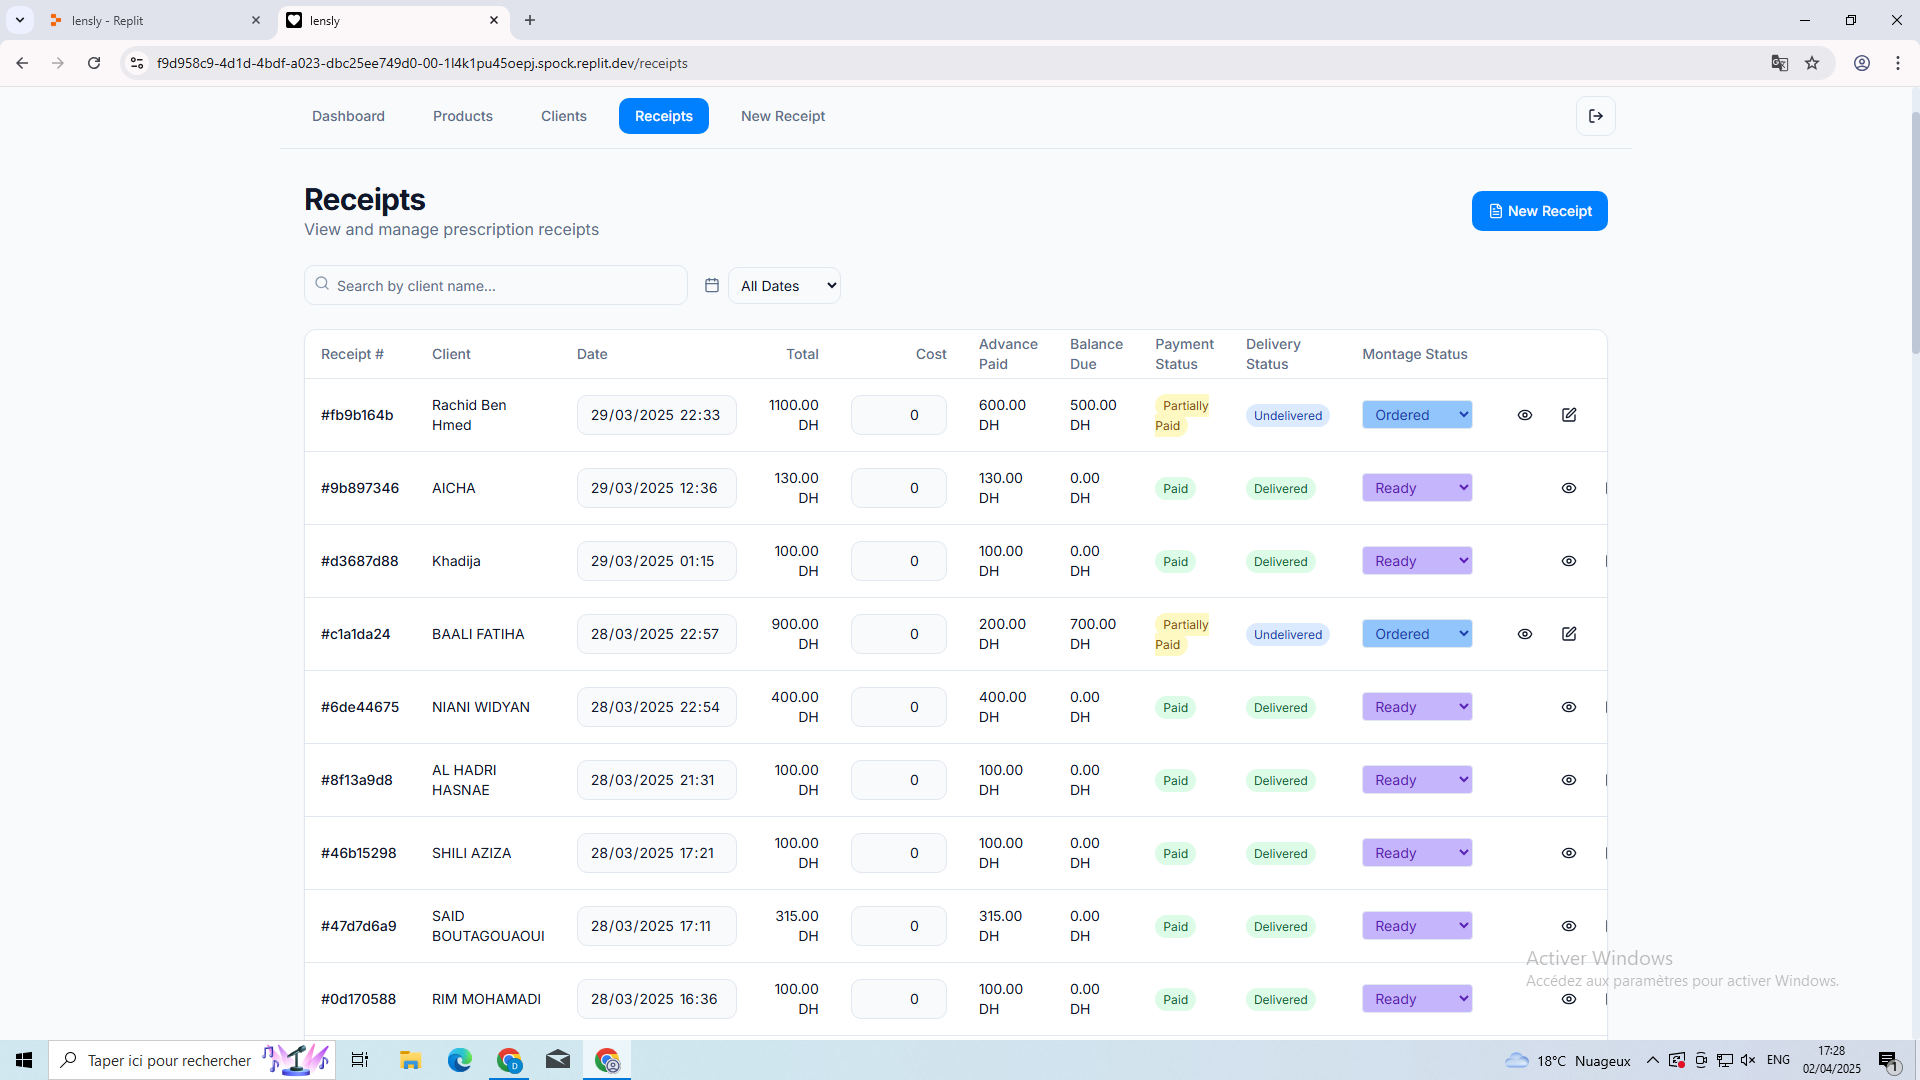 lensly - Replit
lensly
f9d958c9-4d1d-4bdf-a023-dbc25ee749d0-00-1l4k1pu45oepj.spock.replit.dev/receipts
Dashboard Products Clients Receipts New Receipt
Receipts
View and manage prescription receipts
New Receipt
Search by client name...
All Dates
Receipt # Client Date Total Cost Advance Paid Balance Due Payment Status Delivery Status Montage Status
#fb9b164b Rachid Ben Hmed 29/03/2025 22:33 1100.00 DH 0 600.00 DH 500.00 DH Partially Paid Undelivered Ordered
#9b897346 AICHA 29/03/2025 12:36 130.00 DH 0 130.00 DH 0.00 DH Paid Delivered Ready
#d3687d88 Khadija 29/03/2025 01:15 100.00 DH 0 100.00 DH 0.00 DH Paid Delivered Ready
#c1a1da24 BAALI FATIHA 28/03/2025 22:57 900.00 DH 0 200.00 DH 700.00 DH Partially Paid Undelivered Ordered
#6de44675 NIANI WIDYAN 28/03/2025 22:54 400.00 DH 0 400.00 DH 0.00 DH Paid Delivered Ready
#8f13a9d8 AL HADRI HASNAE 28/03/2025 21:31 100.00 DH 0 100.00 DH 0.00 DH Paid Delivered Ready
#46b15298 SHILI AZIZA 28/03/2025 17:21 100.00 DH 0 100.00 DH 0.00 DH Paid Delivered Ready
#47d7d6a9 SAID BOUTAGOUAOUI 28/03/2025 17:11 315.00 DH 0 315.00 DH 0.00 DH Paid Delivered Ready
#0d170588 RIM MOHAMADI 28/03/2025 16:36 100.00 DH 0 100.00 DH 0.00 DH Paid Delivered Ready
Activer Windows
Accédez aux paramètres pour activer Windows.
Taper ici pour rechercher
18°C Nuageux
ENG
17:28
02/04/2025
1